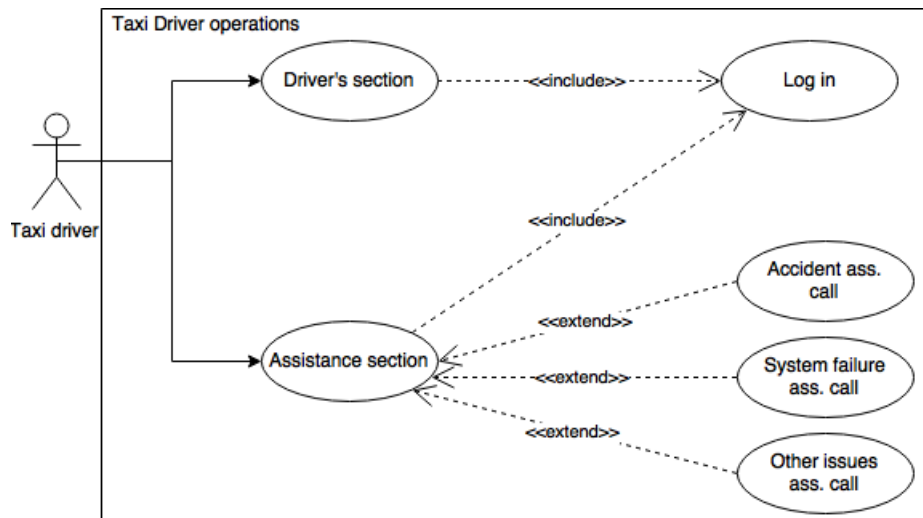 Taxi Driver operations
Driver's section
<<include>>
Log in
Taxi driver
<<include>>
Accident ass.
call
<<extend>>
Assistance section
<<extend>>
System failure
ass. call
<<extend>>
Other issues
ass. call